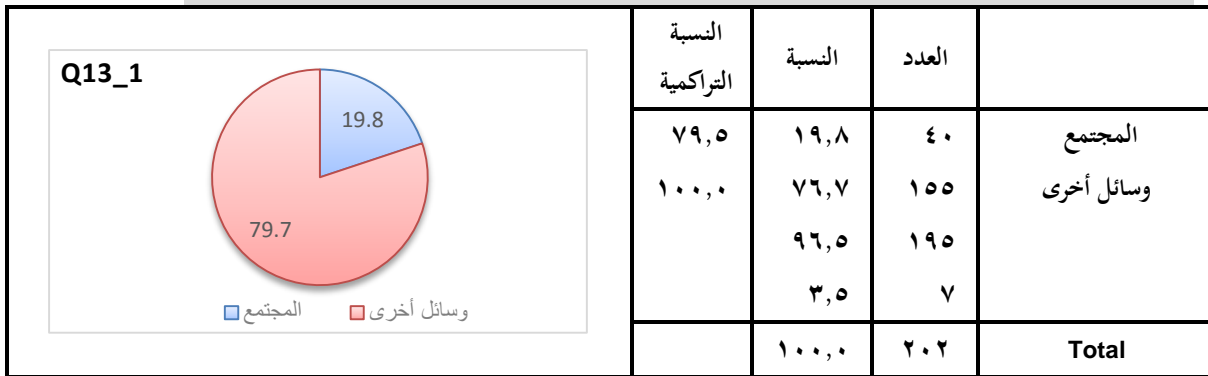 العدد النسبة النسبة التراكمية
المجتمع ٤٠ ١٩,٨ ٧٩,٥
وسائل أخرى ١٥٥ ٧٦,٧ ١٠٠,٠
١٩٥ ٩٦,٥
٧ ٣,٥
Total ٢٠٢ ١٠٠,٠
Q13_1
19.8
79.7
المجتمع وسائل أخرى